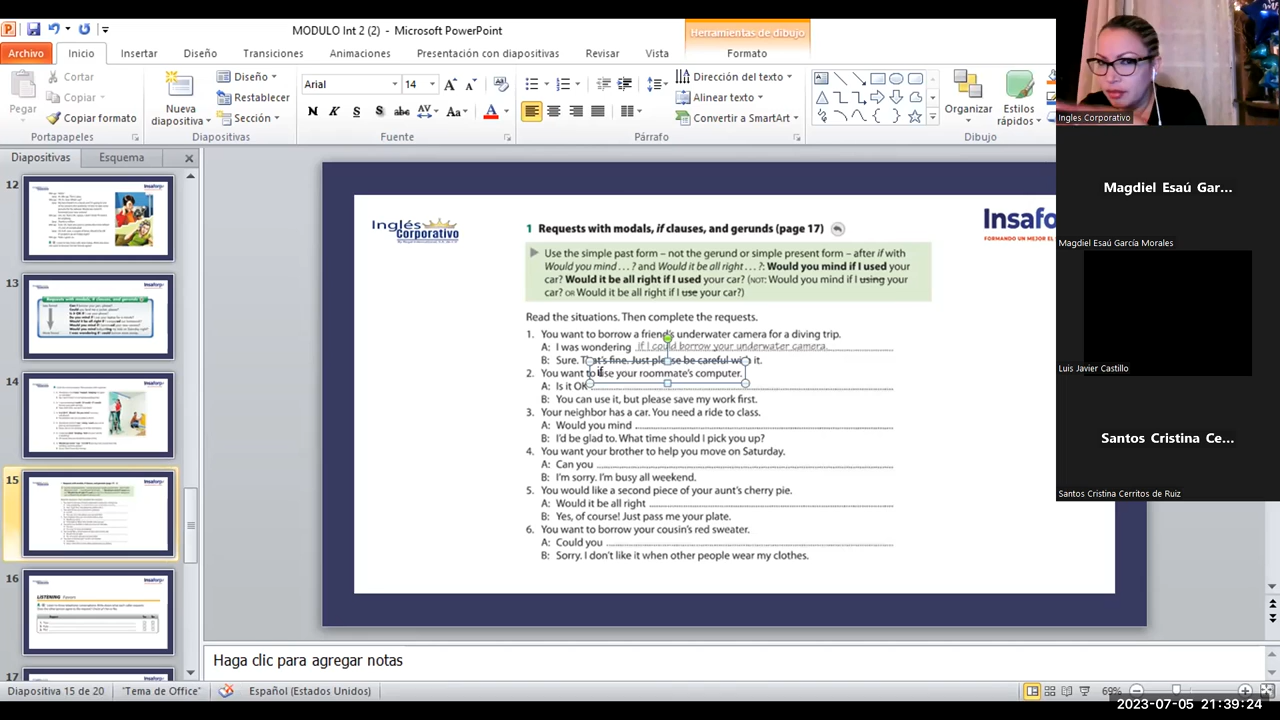 MODULO Int 2 (2) - Microsoft PowerPoint
Herramientas de dibujo
Archivo Inicio Insertar Diseño Transiciones Animaciones Presentación con diapositivas Revisar Vista Formato
Cortar
Copiar
Copiar formato
Pegar
Portapapeles
Nueva diapositiva
Diseño
Restablecer
Sección
Diapositivas
Arial 14
Fuente
Párrafo
Dirección del texto
Alinear texto
Convertir a SmartArt
Organizar
Estilos rápidos
Dibujo
Ingles Corporativo
Magdiel Esaú Gar...
Magdiel Esaú García Morales
Luis Javier Castillo
Santos Cristina Ce...
Santos Cristina Cerritos de Ruiz
Diapositivas Esquema
12
13
14
15
16
17
LISTENING
Inglés
Corporativo
Insafo
FORMANDO UN MEJOR EL
1 Requests with modals, if clauses, and gerunds (page 17)
Use the simple past form – not the gerund or simple present form – after if with
Would you mind . . . ? and Would it be all right . . . ?: Would you mind if I used your
car? Would it be all right if I used your car? (NOT: Would you mind if I using your
car? OR Would it be all right if I use your car?)
Read the situations. Then complete the requests.
1. You want to borrow a friend's underwater camera for a diving trip.
A: I was wondering if I could borrow your underwater camera.
B: Sure. That's fine. Just please be careful with it.
2. You want to use your roommate's computer.
if
A: Is it OK
B: You can use it, but please save my work first.
3. Your neighbor has a car. You need a ride to class.
A: Would you mind
B: I'd be glad to. What time should I pick you up?
4. You want your brother to help you move on Saturday.
A: Can you
B: I'm sorry. I'm busy all weekend.
5. You would like a second piece of your aunt's cherry pie.
A: Would it be all right
B: Yes, of course! Just pass me your plate.
6. You want to borrow your cousin's red sweater.
A: Could you
B: Sorry. I don't like it when other people wear my clothes.
Haga clic para agregar notas
Diapositiva 15 de 20 "Tema de Office" Español (Estados Unidos) 69%
2023-07-05 21:39:24